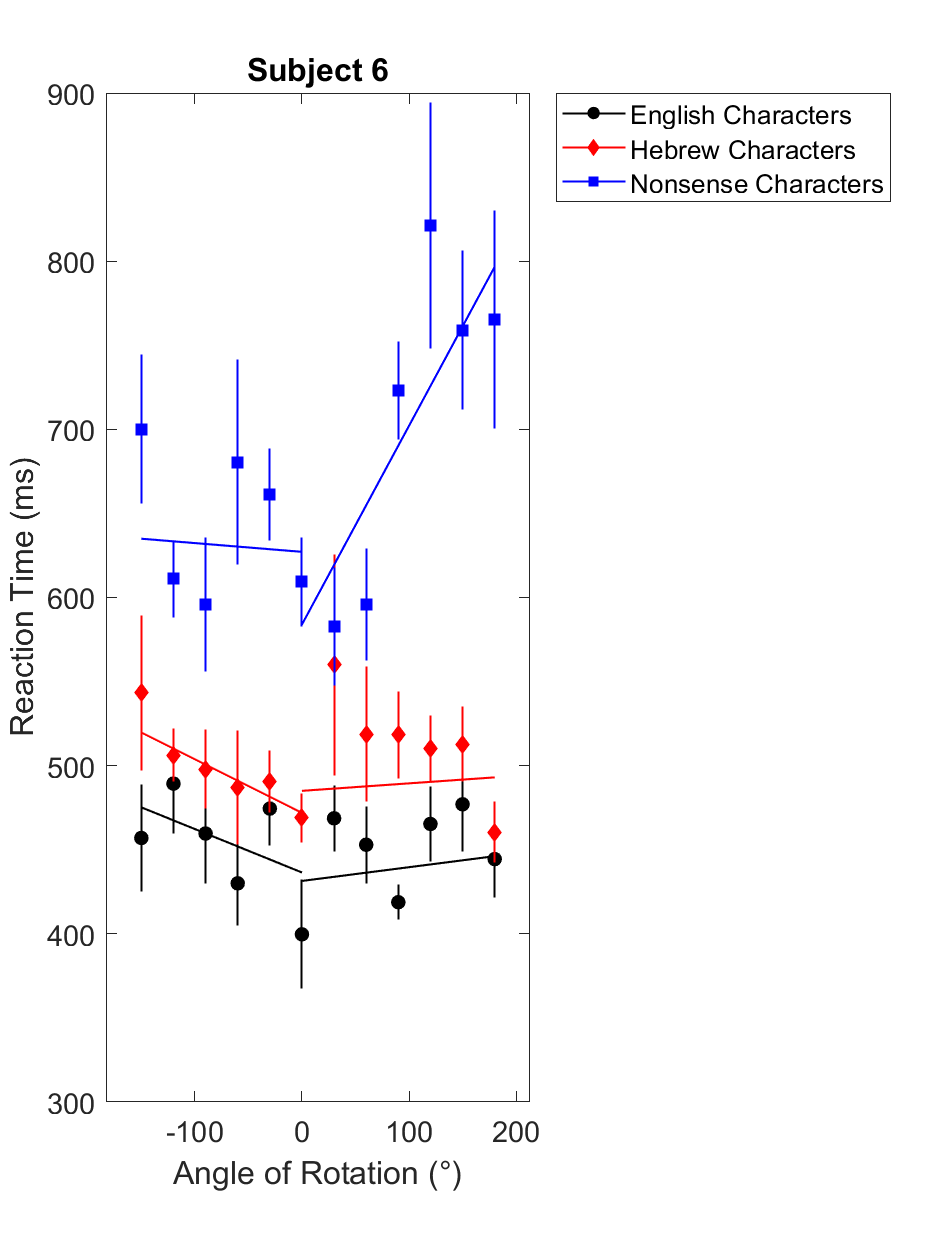 Subject 6
English Characters
Hebrew Characters
Nonsense Characters
900
800
700
600
500
400
300
Reaction Time (ms)
-100 0 100 200
Angle of Rotation (°)